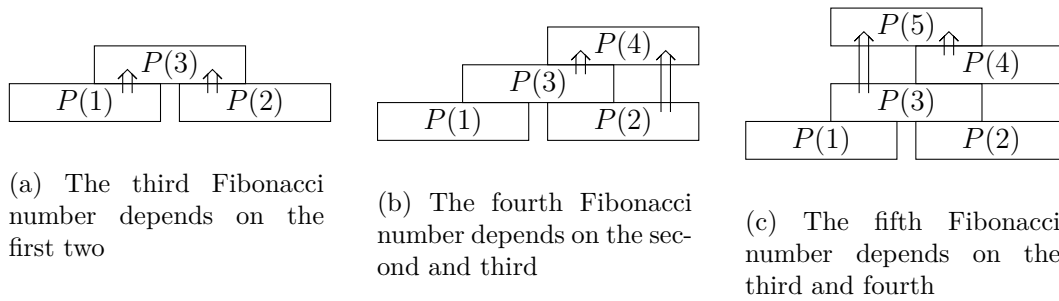 P(3)
P(1) P(2)
(a) The third Fibonacci
number depends on the
first two
P(4)
P(3)
P(1) P(2)
(b) The fourth Fibonacci
number depends on the sec-
ond and third
P(5)
P(4)
P(3)
P(1) P(2)
(c) The fifth Fibonacci
number depends on the
third and fourth